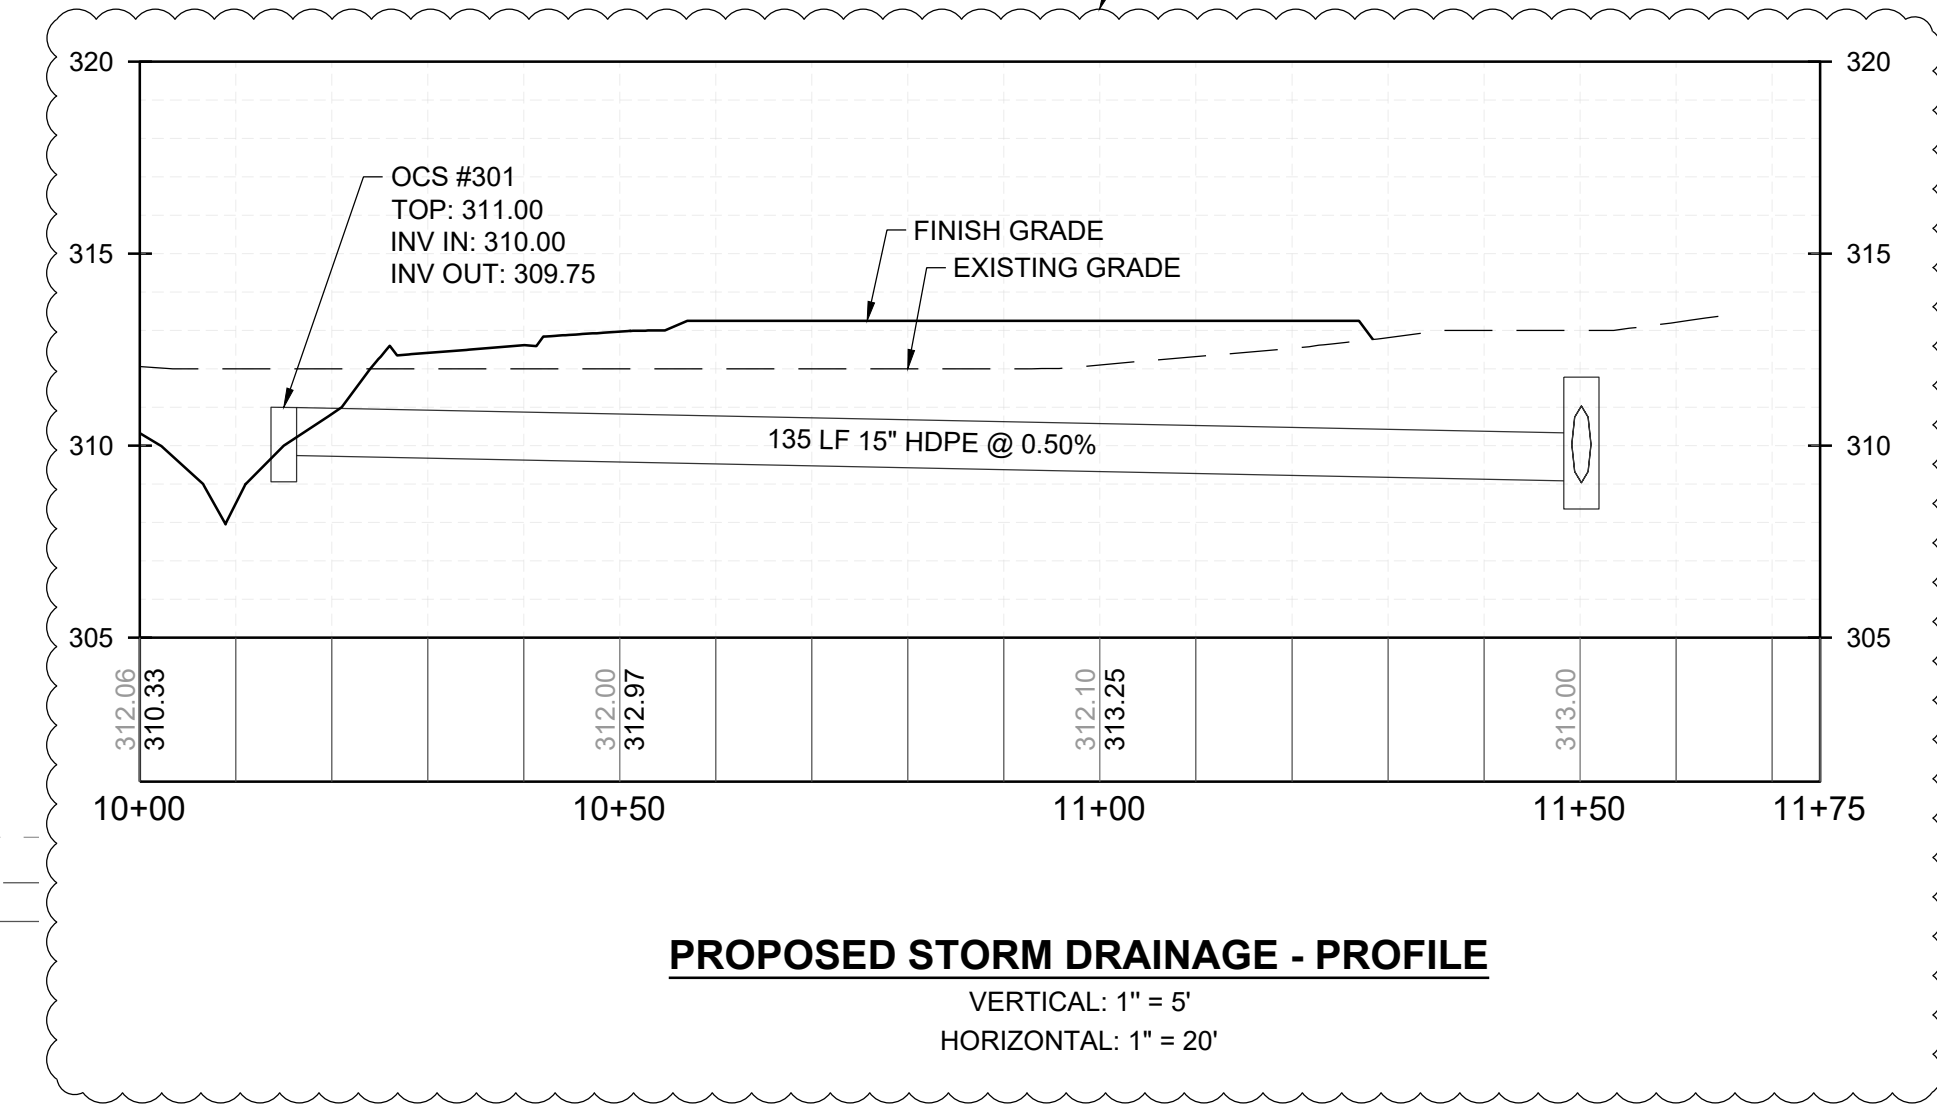 320
320
OCS #301
TOP: 311.00
INV IN: 310.00
INV OUT: 309.75
FINISH GRADE
315
315
EXISTING GRADE
135 LF 15" HDPE @ 0.50%
310
310
305
305
312.06
310.33
312.00
312.97
312.10
313.25
313.00
10+00
10+50
11+00
11+50
11+75
PROPOSED STORM DRAINAGE - PROFILE
VERTICAL: 1" = 5'
HORIZONTAL: 1" = 20'